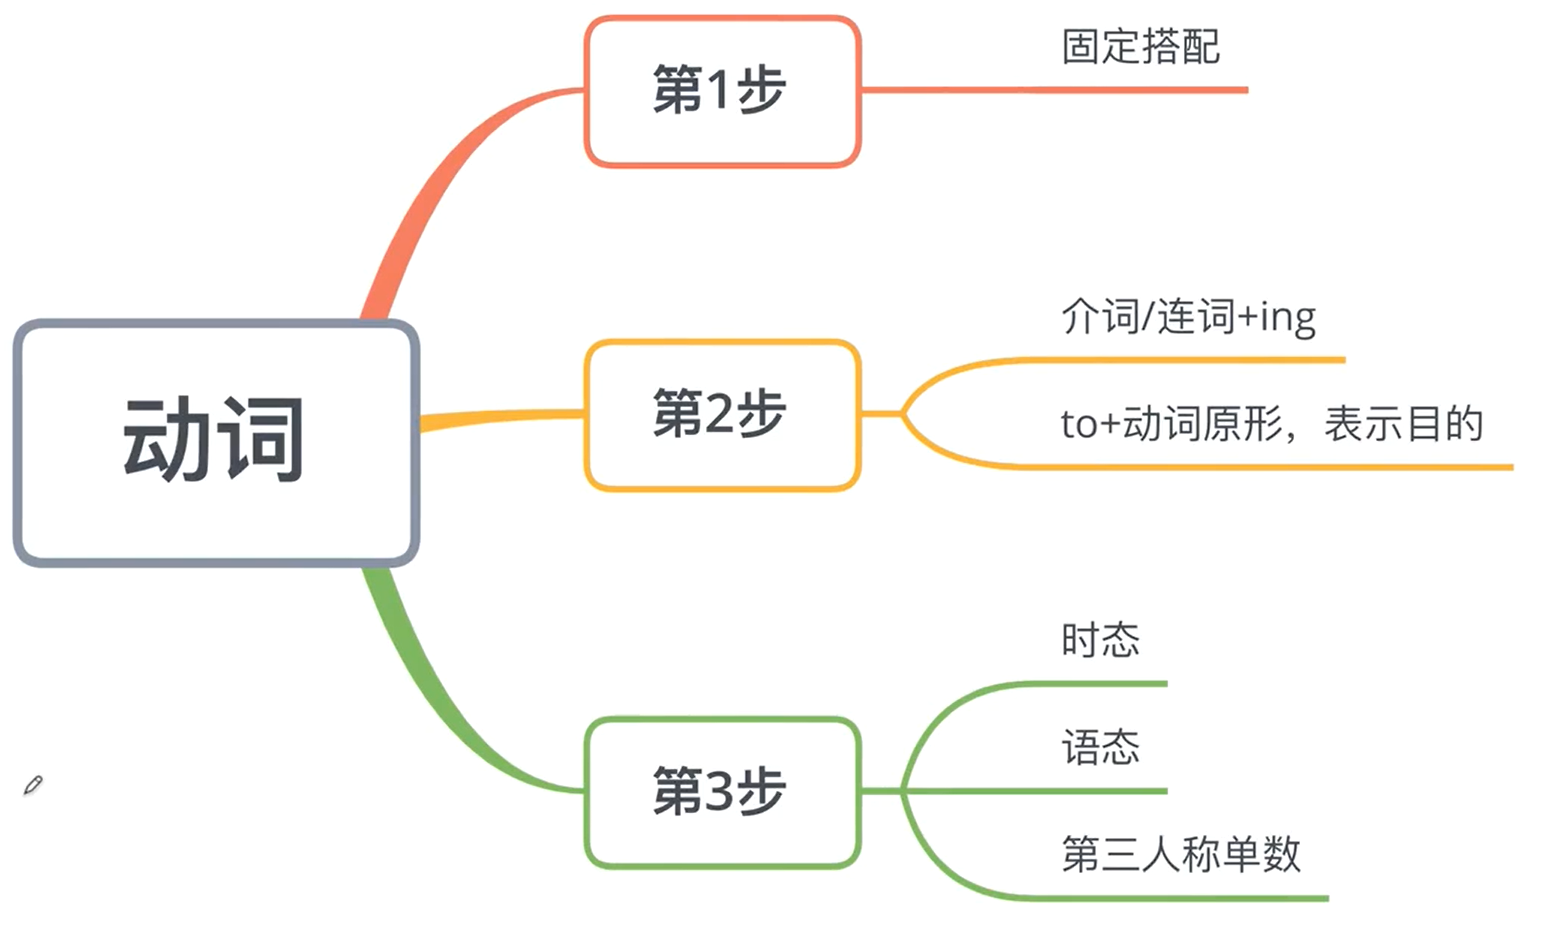 动词
第1步
固定搭配
第2步
介词/连词+ing
to+动词原形，表示目的
第3步
时态
语态
第三人称单数